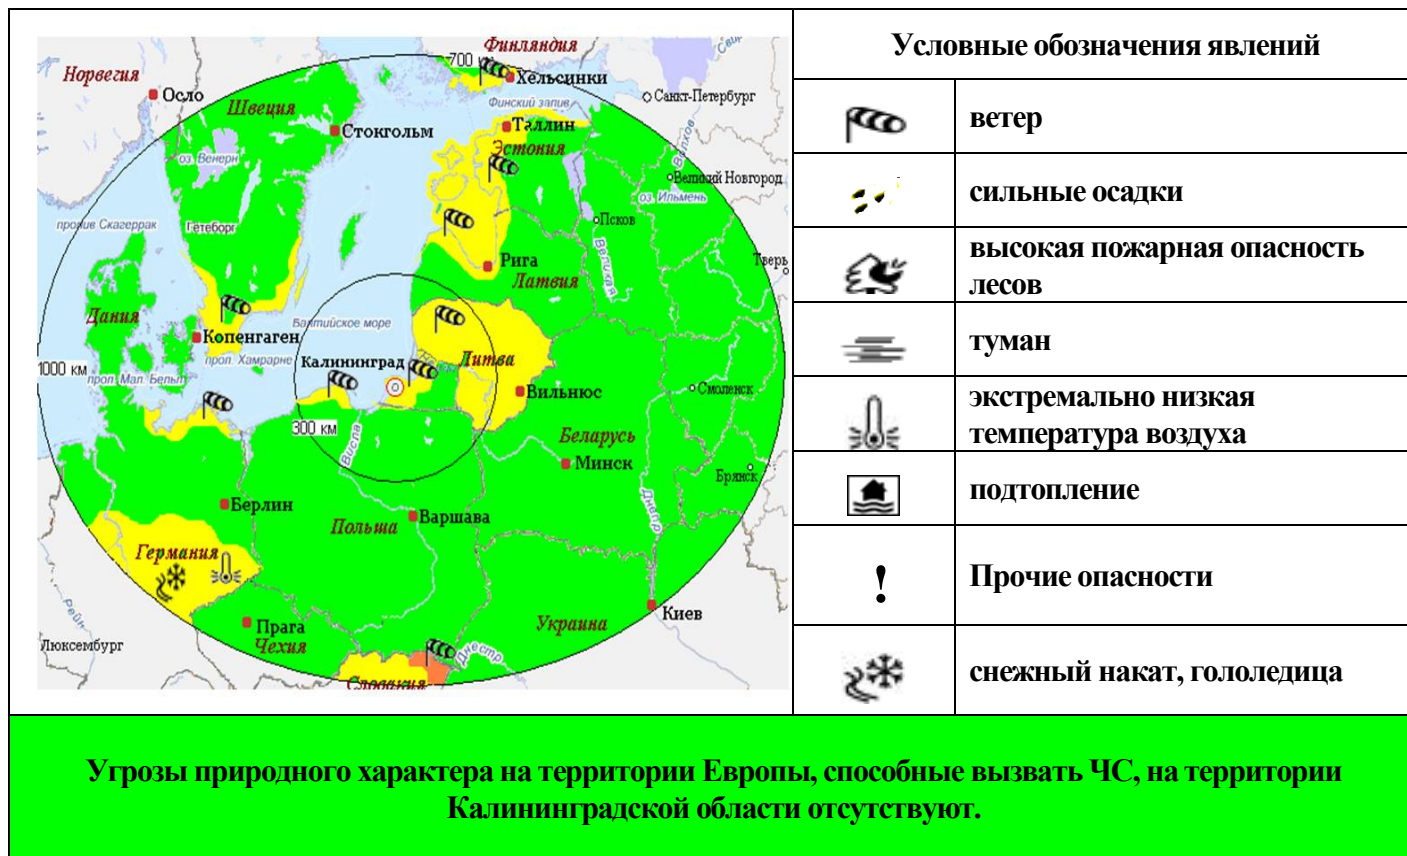 Условные обозначения явлений
ветер
сильные осадки
высокая пожарная опасность
лесов
туман
экстремально низкая
температура воздуха
подтопление
!
Прочие опасности
снежный накат, гололедица
Финляндия
700
Хельсинки
Норвегия
Осло
Швеция
Стокгольм
Финский залив
Санкт-Петербург
Волхов
Таллин
Эстония
оз. Венерн
Великий Новгород
оз. Ильмень
пролив Скагеррак
Гетеборг
Псков
Великая
Тверь
Рига
Латвия
Дания
Балтийское море
Копенгаген
прол. Хамрарне
Калининград
Литва
1000 км
прол. Мал. Бельт
Смоленск
Вильнюс
300 км
Висла
Беларусь
Минск
Брянск
Берлин
Польша
Варшава
Днепр
Германия
Рейн
Киев
Прага
Чехия
Украина
Люксембург
Днестр
Словакия
Угрозы природного характера на территории Европы, способные вызвать ЧС, на территории
Калининградской области отсутствуют.